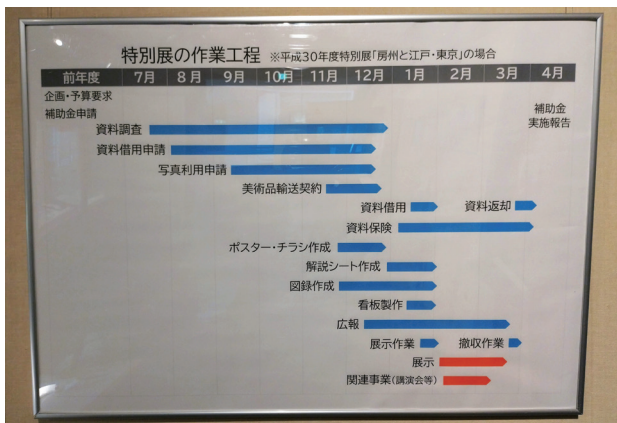 特別展の作業工程 ※平成30年度特別展「房州と江戸・東京」の場合
前年度 7月 8月 9月 10月 11月 12月 1月 2月 3月 4月
企画・予算要求
補助金申請
補助金
実施報告
資料調査
資料借用申請
写真利用申請
美術品輸送契約
資料借用 資料返却
資料保険
ポスター・チラシ作成
解説シート作成
図録作成
看板製作
広報
展示作業 撤収作業
展示
関連事業(講演会等)